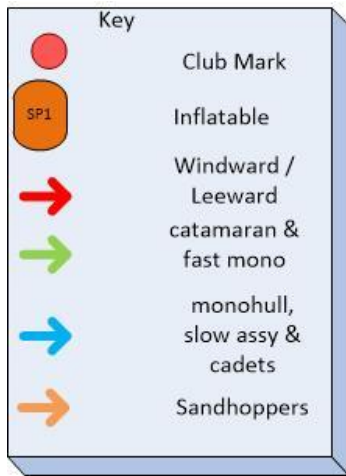 Key
Club Mark
SP1
Inflatable
Windward /
Leeward
catamaran &
fast mono
monohull,
slow assy &
cadets
Sandhoppers